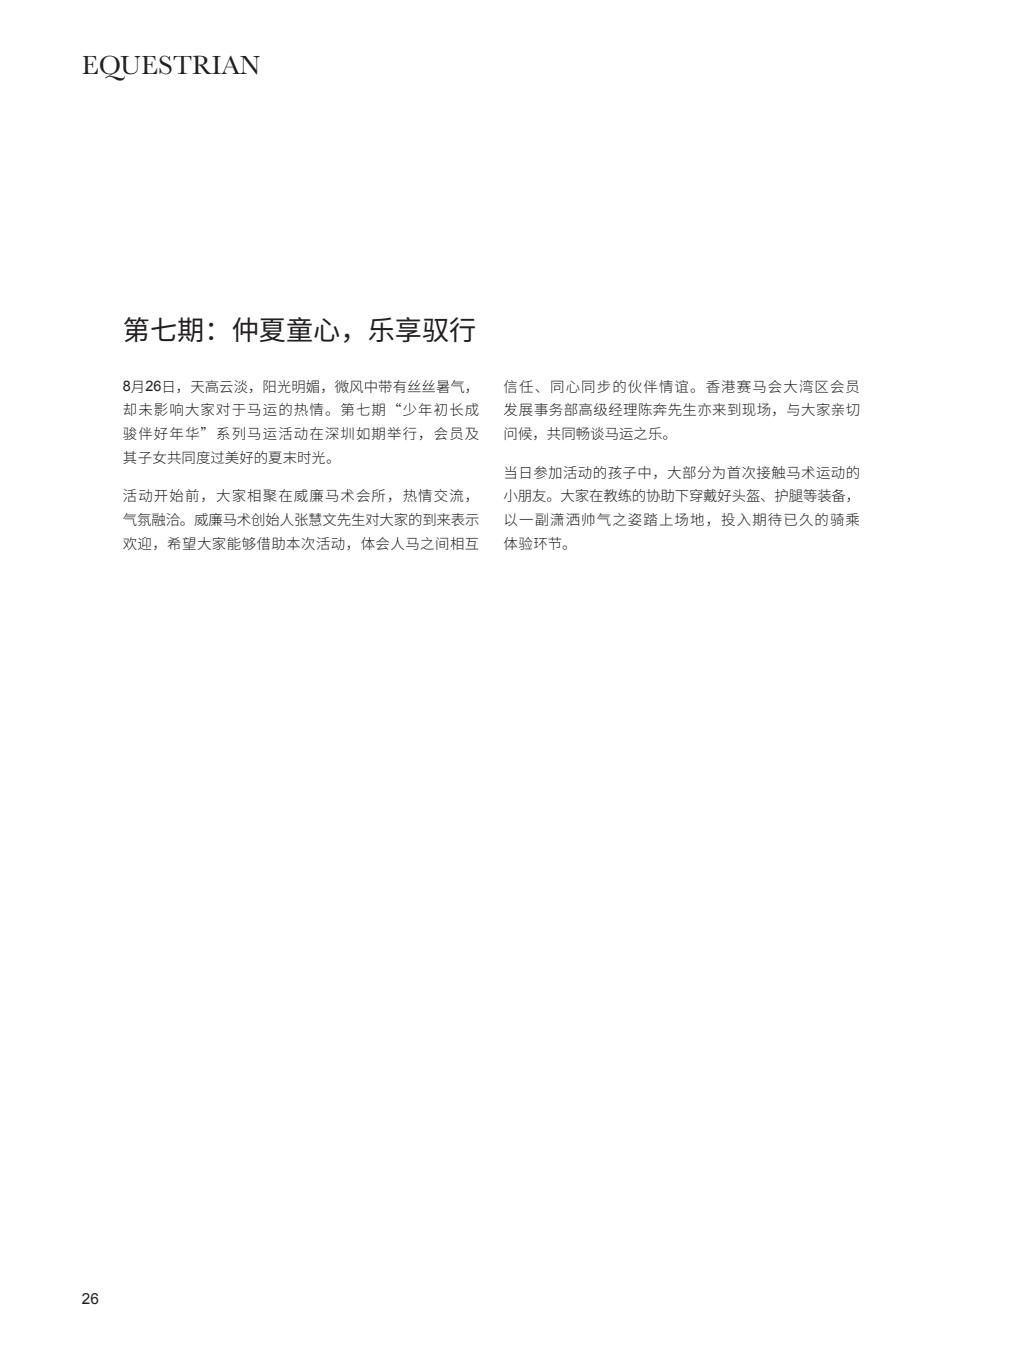 EQUESTRIAN
第七期：仲夏童心，乐享驭行
8月26日，天高云淡，阳光明媚，微风中带有丝丝暑气，
却未影响大家对于马运的热情。第七期“少年初长成
骏伴好年华”系列马运活动在深圳如期举行，会员及
其子女共同度过美好的夏末时光。
活动开始前，大家相聚在威廉马术会所，热情交流，
气氛融洽。威廉马术创始人张慧文先生对大家的到来表示
欢迎，希望大家能够借助本次活动，体会人马之间相互
信任、同心同步的伙伴情谊。香港赛马会大湾区会员
发展事务部高级经理陈奔先生亦来到现场，与大家亲切
问候，共同畅谈马运之乐。
当日参加活动的孩子中，大部分为首次接触马术运动的
小朋友。大家在教练的协助下穿戴好头盔、护腿等装备，
以一副潇洒帅气之姿踏上场地，投入期待已久的骑乘
体验环节。
26